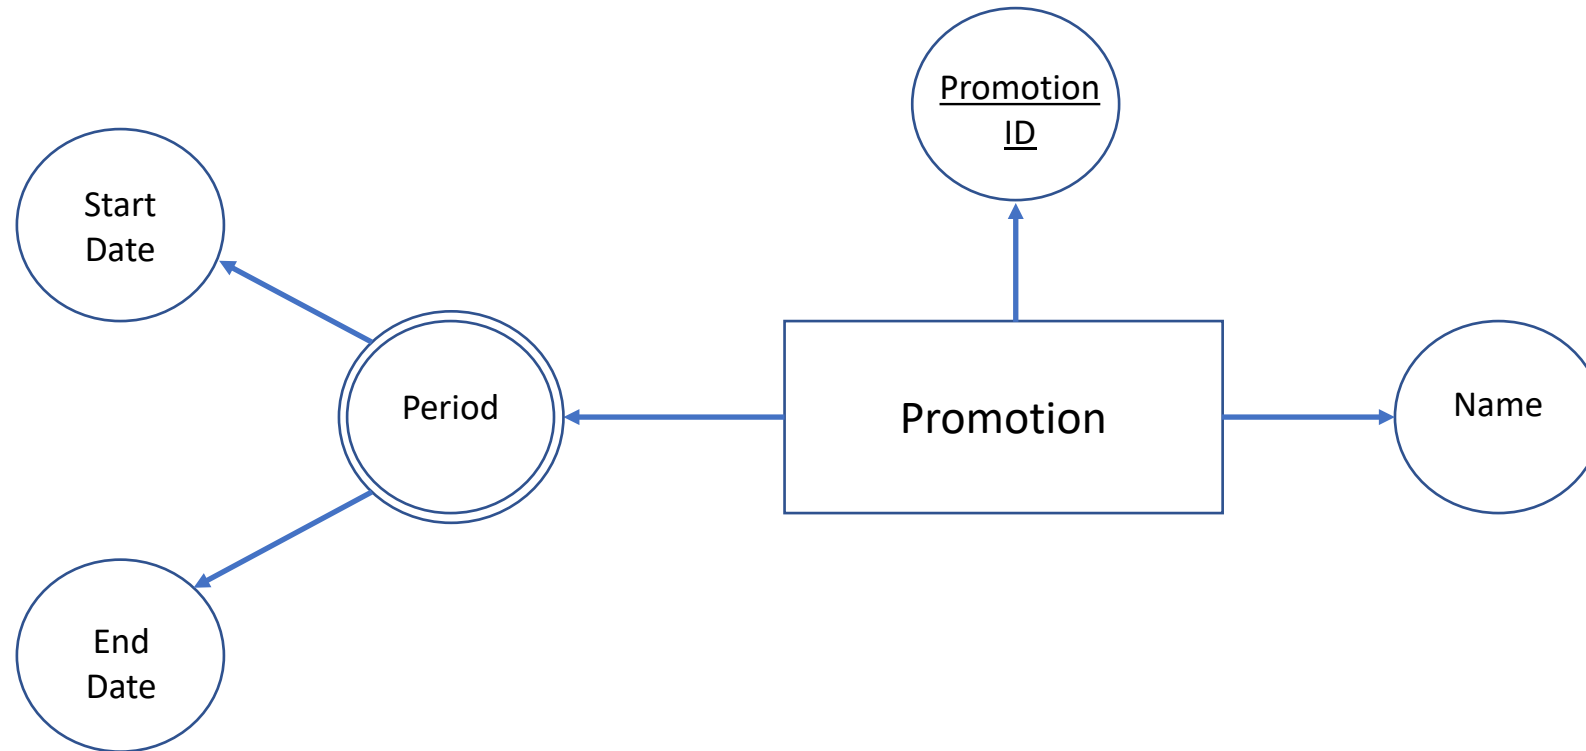 Promotion
ID
Start
Date
Period
Promotion
Name
End
Date